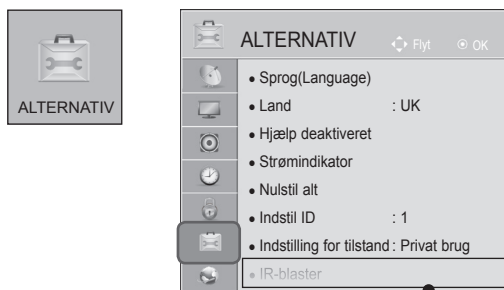 ALTERNATIV
ALTERNATIV Flyt OK
• Sprog(Language)
• Land : UK
• Hjælp deaktiveret
• Strømindikator
• Nulstil alt
• Indstil ID : 1
• Indstilling for tilstand : Privat brug
• IR-blaster